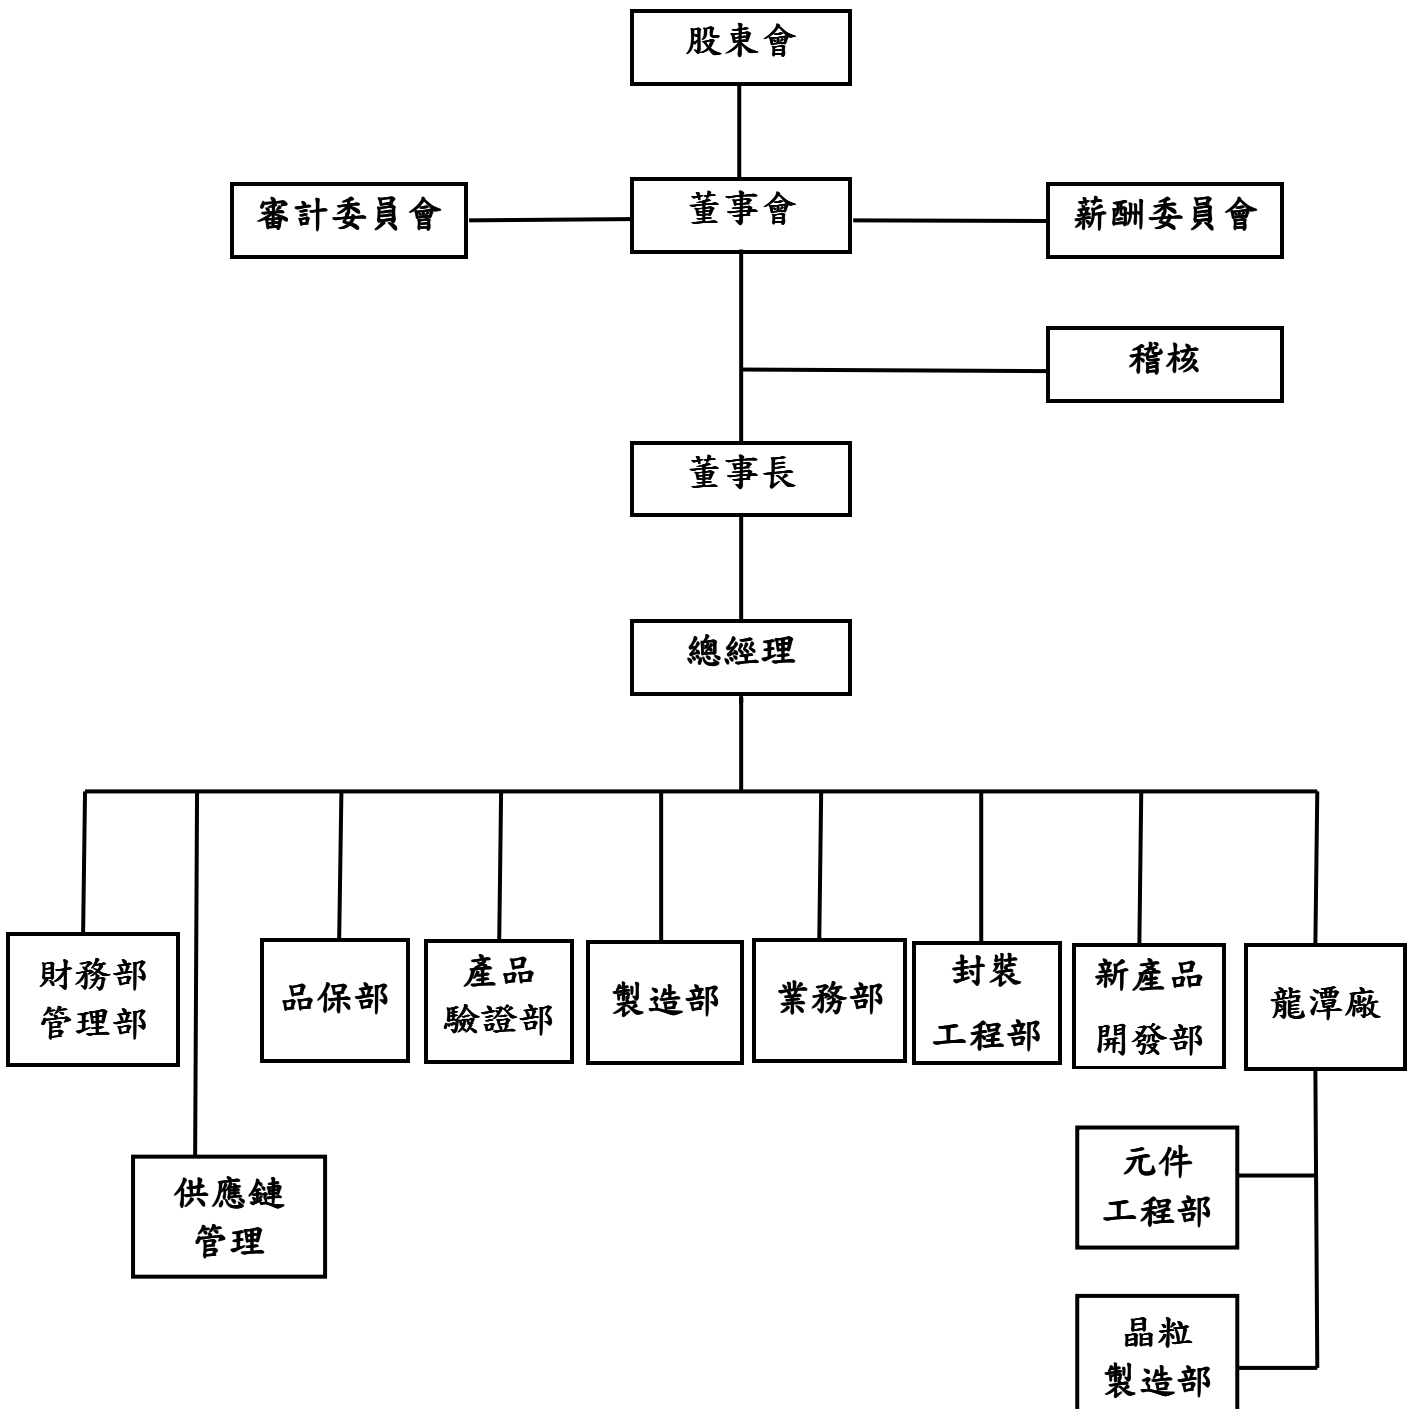 股東會
審計委員會
董事會
薪酬委員會
稽核
董事長
總經理
財務部
管理部
品保部
產品
驗證部
製造部
業務部
封裝
工程部
新產品
開發部
龍潭廠
供應鏈
管理
元件
工程部
晶粒
製造部